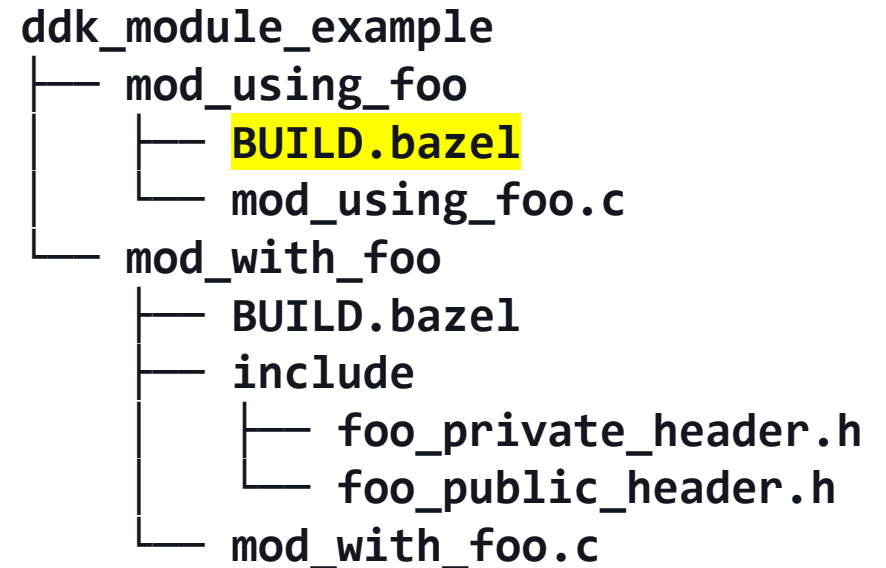 ddk_module_example
├── mod_using_foo
│   ├── BUILD.bazel
│   └── mod_using_foo.c
└── mod_with_foo
    ├── BUILD.bazel
    ├── include
    │   ├── foo_private_header.h
    │   └── foo_public_header.h
    └── mod_with_foo.c